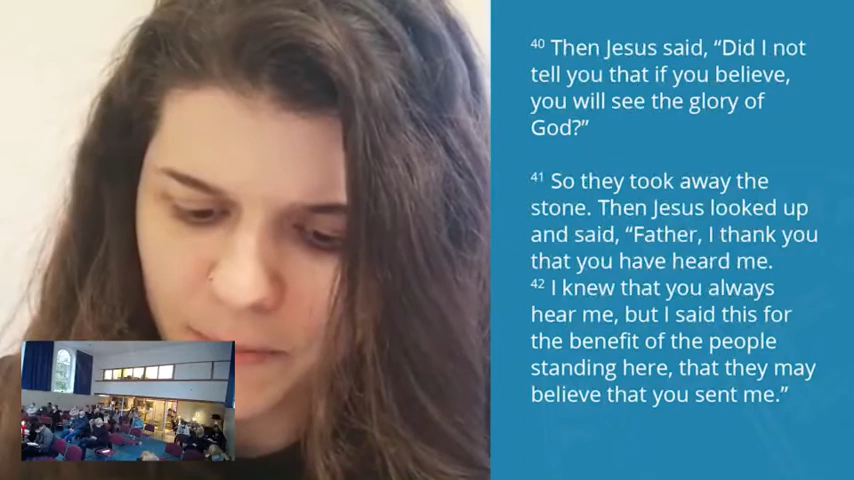 40 Then Jesus said, “Did I not
tell you that if you believe,
you will see the glory of
God?”
41 So they took away the
stone. Then Jesus looked up
and said, “Father, I thank you
that you have heard me.
42 I knew that you always
hear me, but I said this for
the benefit of the people
standing here, that they may
believe that you sent me.”